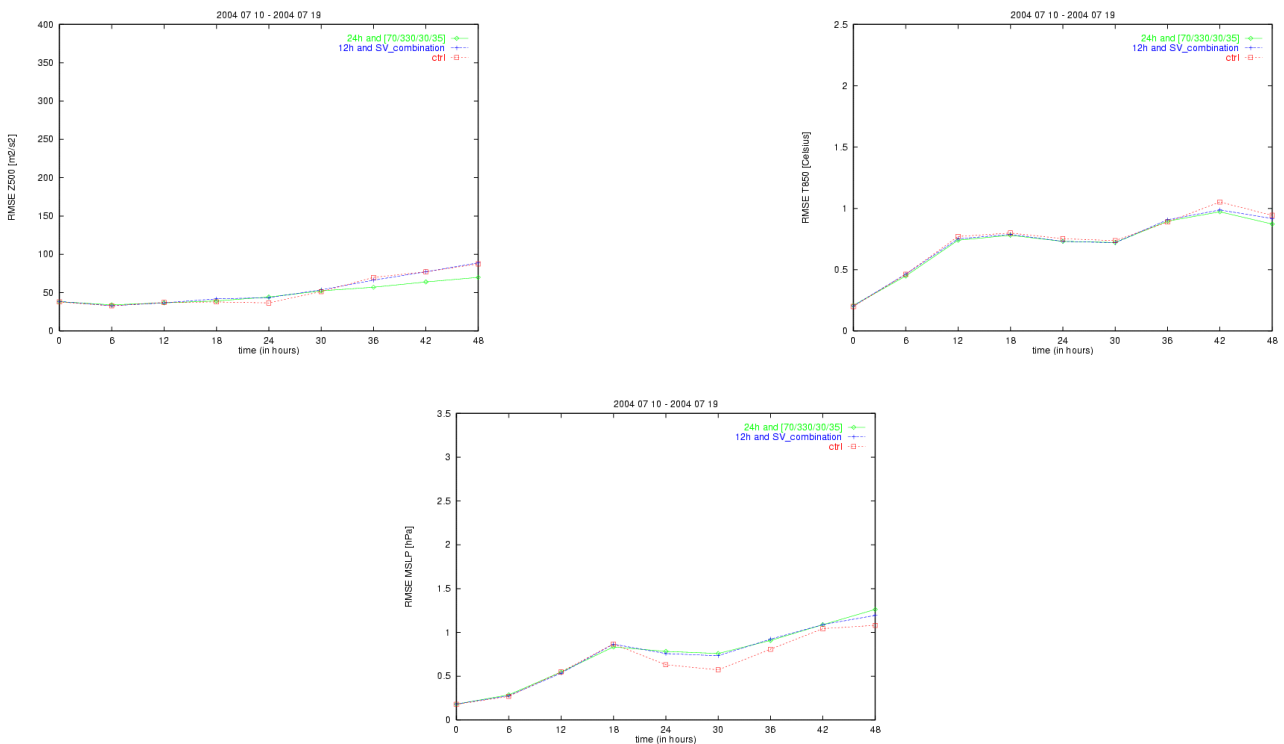 2004 07 10 - 2004 07 19
400
350
300
250
200
150
100
50
0
RMSE Z500 [m2/s2]
24h and [70/330/30/35]
12h and SV_combination
ctrl
0 6 12 18 24 30 36 42 48
time (in hours)
2004 07 10 - 2004 07 19
2.5
2
1.5
1
0.5
0
RMSE T850 [Celsius]
24h and [70/330/30/35]
12h and SV_combination
ctrl
0 6 12 18 24 30 36 42 48
time (in hours)
2004 07 10 - 2004 07 19
3.5
3
2.5
2
1.5
1
0.5
0
RMSE MSLP [hPa]
24h and [70/330/30/35]
12h and SV_combination
ctrl
0 6 12 18 24 30 36 42 48
time (in hours)